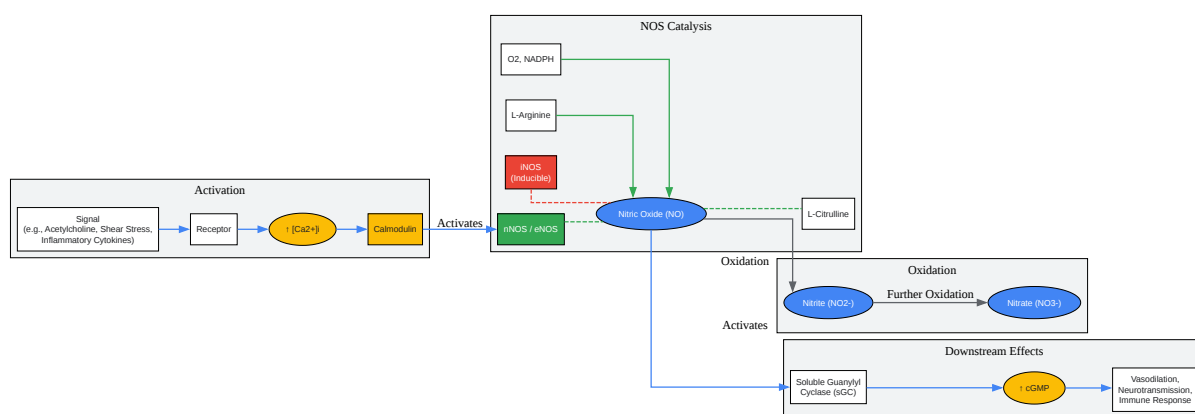 NOS Catalysis
O2, NADPH
L-Arginine
iNOS
(Inducible)
Activation
Signal
(e.g., Acetylcholine, Shear Stress,
Inflammatory Cytokines)
Receptor
↑ [Ca2+]i
Calmodulin
Activates
nNOS / eNOS
Nitric Oxide (NO)
L-Citrulline
Oxidation
Oxidation
Nitrite (NO2-)
Further Oxidation
Nitrate (NO3-)
Activates
Downstream Effects
Soluble Guanylyl
Cyclase (sGC)
↑ cGMP
Vasodilation,
Neurotransmission,
Immune Response